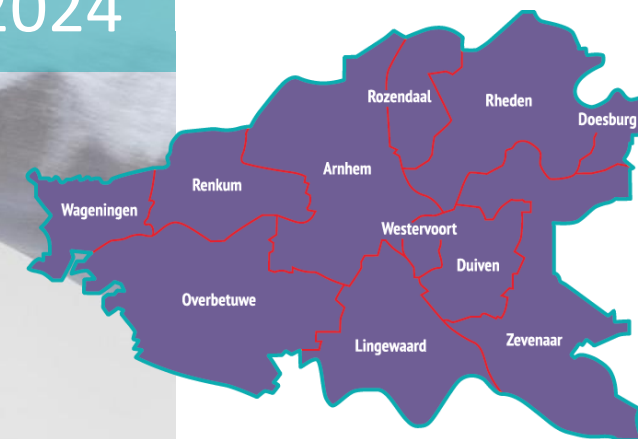 2024
Rozendaal
Rheden
Doesburg
Arnhem
Renkum
Wageningen
Westervoort
Duiven
Overbetuwe
Zevenaar
Lingewaard